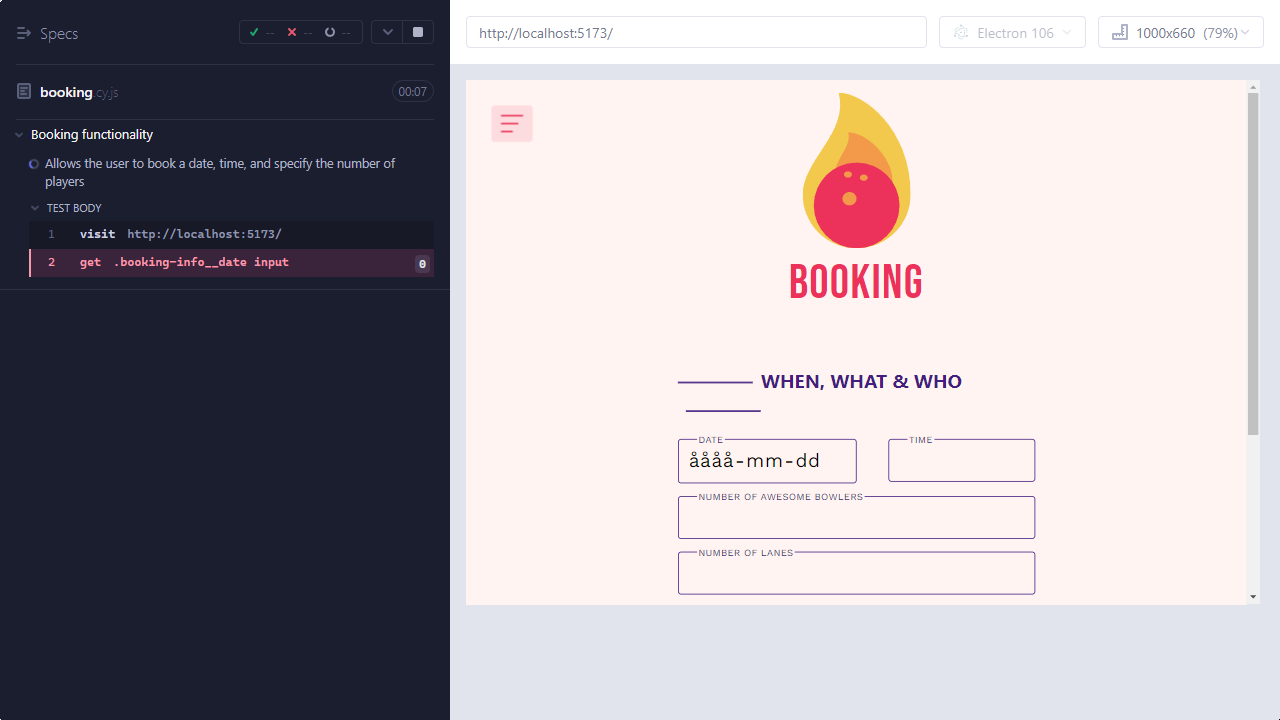 Specs
-- -- --
booking.cy.js 00:07
Booking functionality
Allows the user to book a date, time, and specify the number of
players
TEST BODY
1 visit http://localhost:5173/
2 get .booking-info__date input 0
http://localhost:5173/
Electron 106
1000x660 (79%)
BOOKING
WHEN, WHAT & WHO
DATE
åååå-mm-dd
TIME
NUMBER OF AWESOME BOWLERS
NUMBER OF LANES